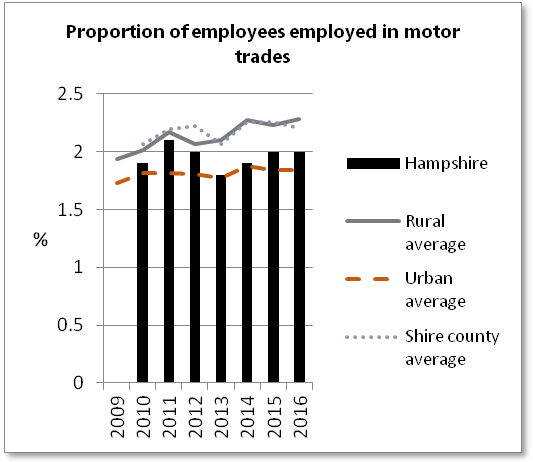 Proportion of employees employed in motor
trades
2.5
2
1.5
1
0.5
0
%
2009
2010
2011
2012
2013
2014
2015
2016
Hampshire
Rural
average
Urban
average
Shire county
average